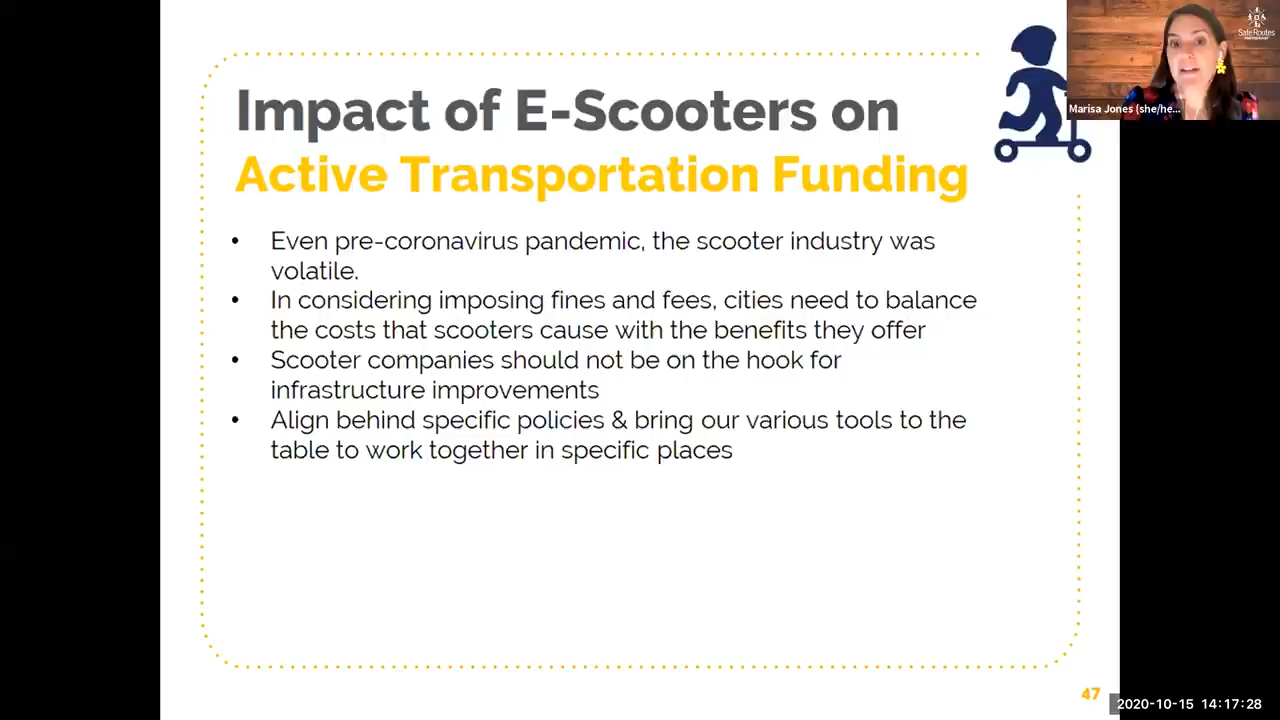 Impact of E-Scooters on
Active Transportation Funding
• Even pre-coronavirus pandemic, the scooter industry was
volatile.
• In considering imposing fines and fees, cities need to balance
the costs that scooters cause with the benefits they offer
• Scooter companies should not be on the hook for
infrastructure improvements
• Align behind specific policies & bring our various tools to the
table to work together in specific places
47
Safe Routes
Marisa Jones (she/he...
2020-10-15 14:17:28